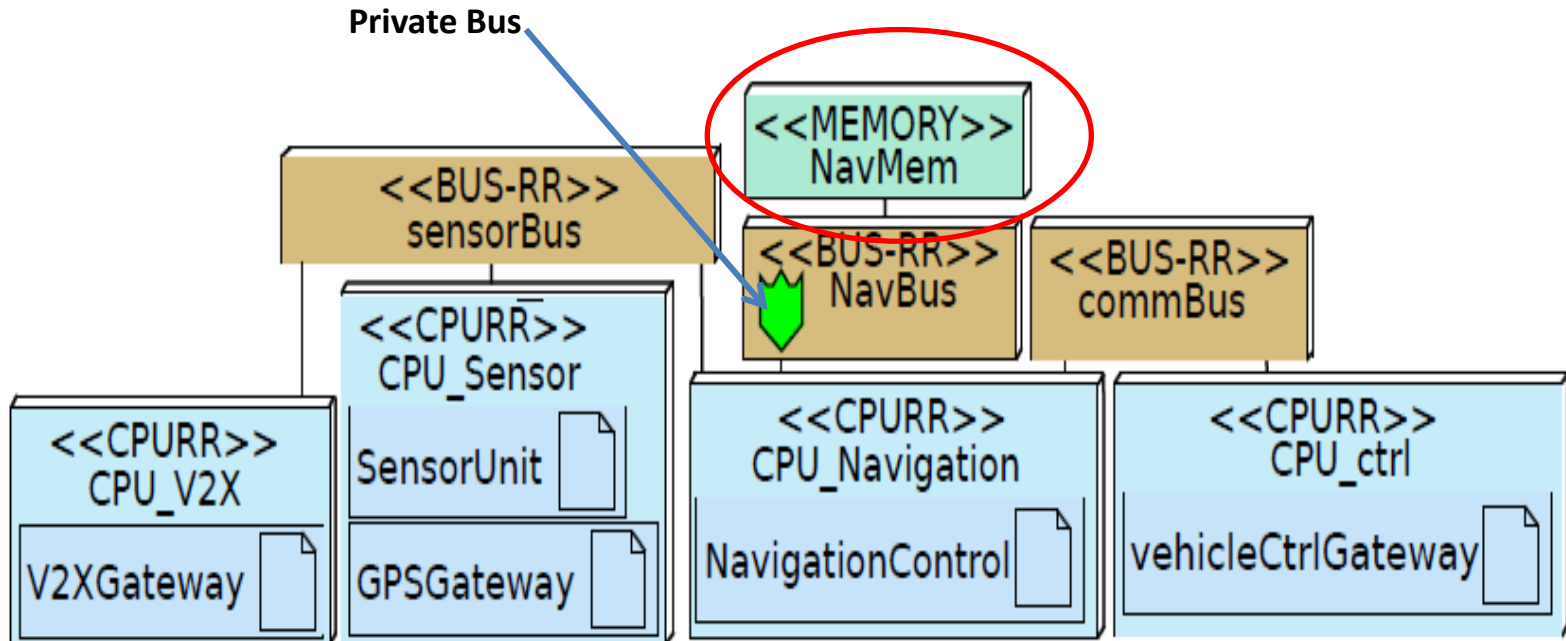 Private Bus
<<MEMORY>>
NavMem
<<BUS-RR>>
sensorBus
<<BUS-RR>>
NavBus
<<BUS-RR>>
commBus
<<CPURR>>
CPU_V2X
V2XGateway
<<CPURR>>
CPU_Sensor
SensorUnit
GPSGateway
<<CPURR>>
CPU_Navigation
NavigationControl
<<CPURR>>
CPU_ctrl
vehicleCtrlGateway